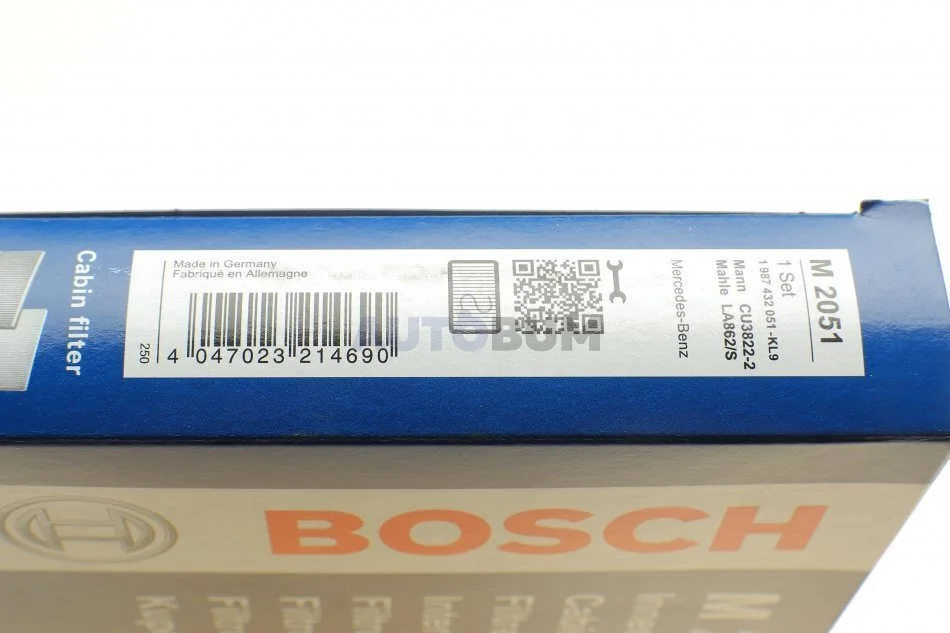 Cabin filter
Made in Germany
Fabriqué en Allemagne
250
4 047023 214690
M 2051
1 Set
1 987 432 051 -KL9
Mann CU3822-2
Mahle LA862/S
Mercedes-Benz
AUTOBOM
BOSCH